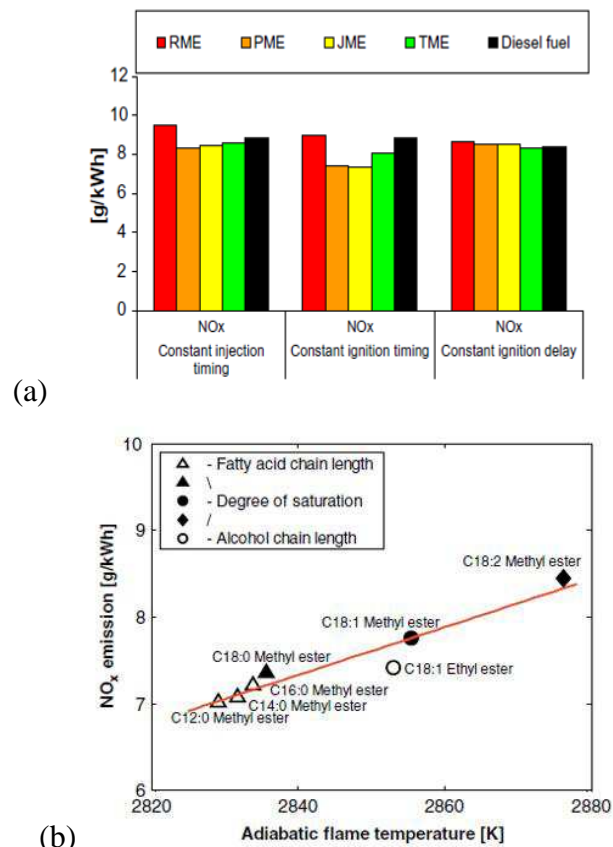 RME PME JME TME Diesel fuel
12
10
8
6
4
2
0
[g/kWh]
NOx NOx NOx
Constant injection timing Constant ignition timing Constant ignition delay
(a)
10
9
8
7
6
NOx emission [g/kWh]
- Fatty acid chain length
\
- Degree of saturation
/
- Alcohol chain length
C18:2 Methyl ester
C18:1 Methyl ester
C18:0 Methyl ester
C18:1 Ethyl ester
C16:0 Methyl ester
C14:0 Methyl ester
C12:0 Methyl ester
2820 2840 2860 2880
Adiabatic flame temperature [K]
(b)